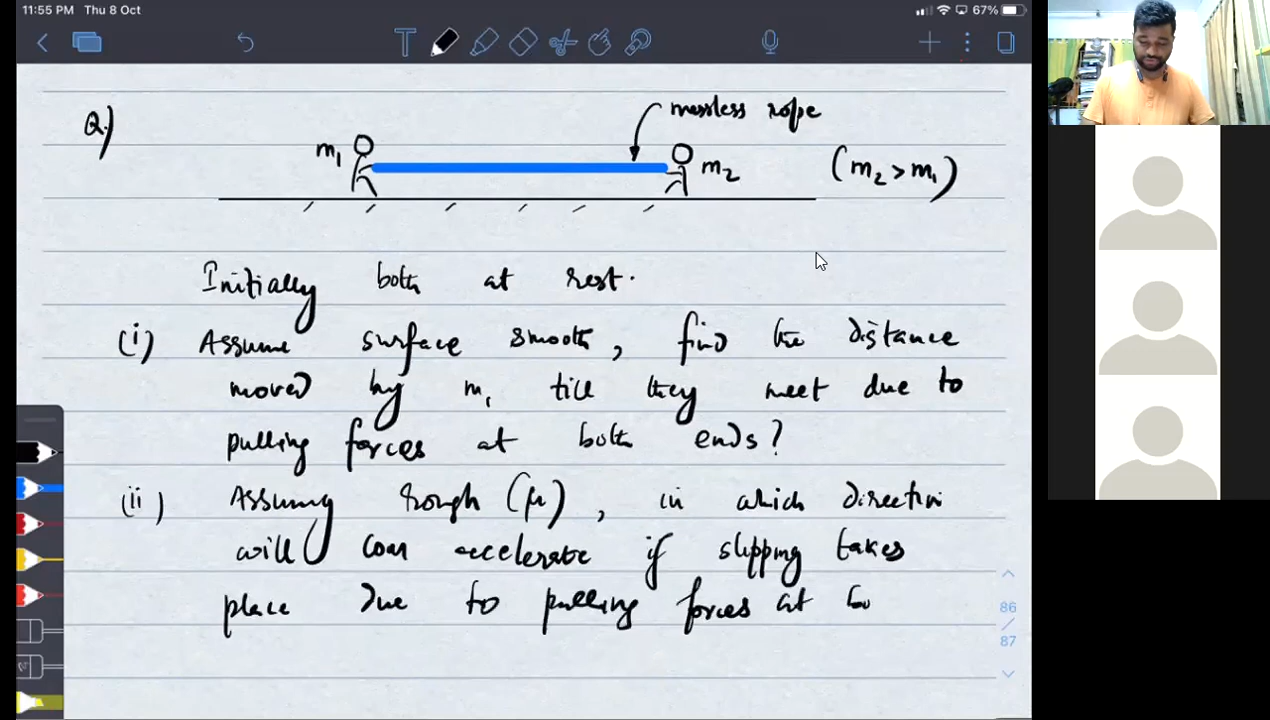 11:55 PM Thu 8 Oct
67%
Q.)
massless rope
m₁
m₂
(m₂ > m₁)
Initially both at rest.
(i) Assume surface smooth, find the distance
moved by m₁ till they meet due to
pulling forces at both ends?
(ii) Assuming rough (μ), in which direction
will com accelerate if slipping takes
place due to pulling forces at bo
86
/
87